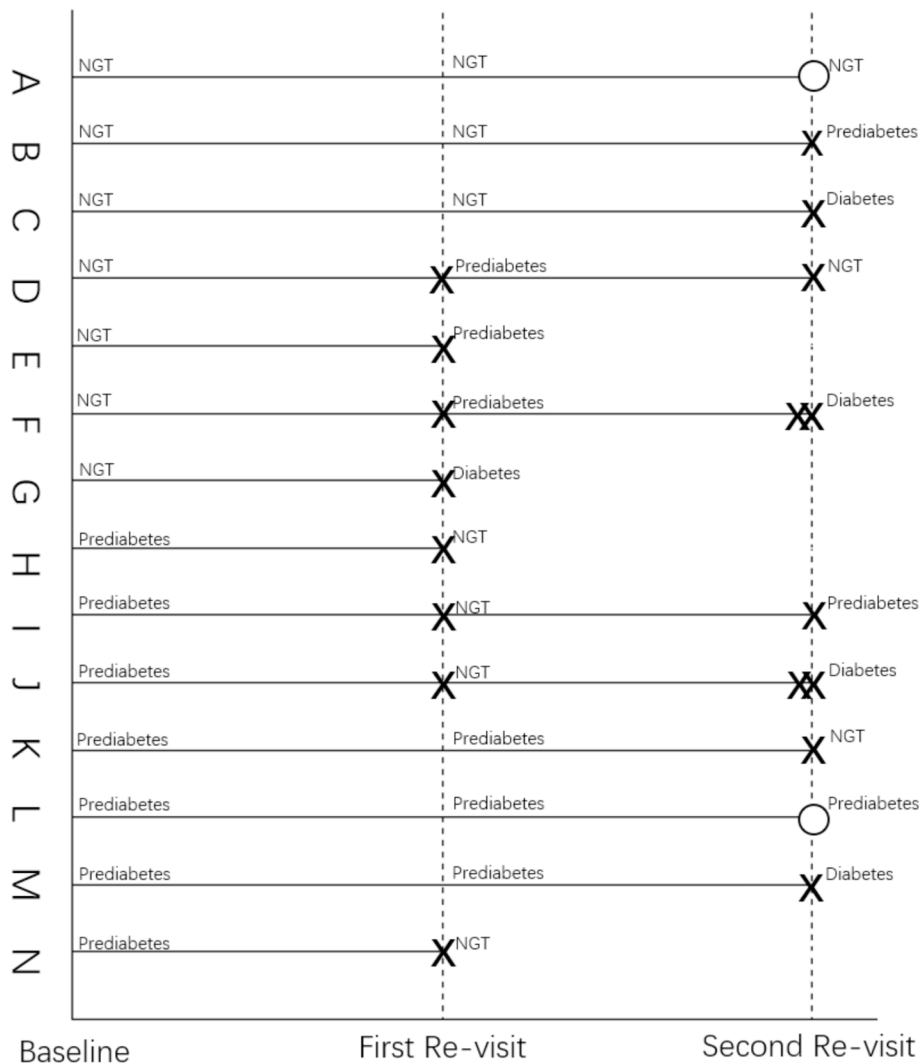 A NGT NGT NGT
B NGT NGT Prediabetes
C NGT NGT Diabetes
D NGT Prediabetes NGT
E NGT Prediabetes
F NGT Prediabetes Diabetes
G NGT Diabetes
H Prediabetes NGT
I Prediabetes NGT Prediabetes
J Prediabetes NGT Diabetes
K Prediabetes Prediabetes NGT
L Prediabetes Prediabetes Prediabetes
M Prediabetes Prediabetes Diabetes
N Prediabetes NGT
Baseline First Re-visit Second Re-visit